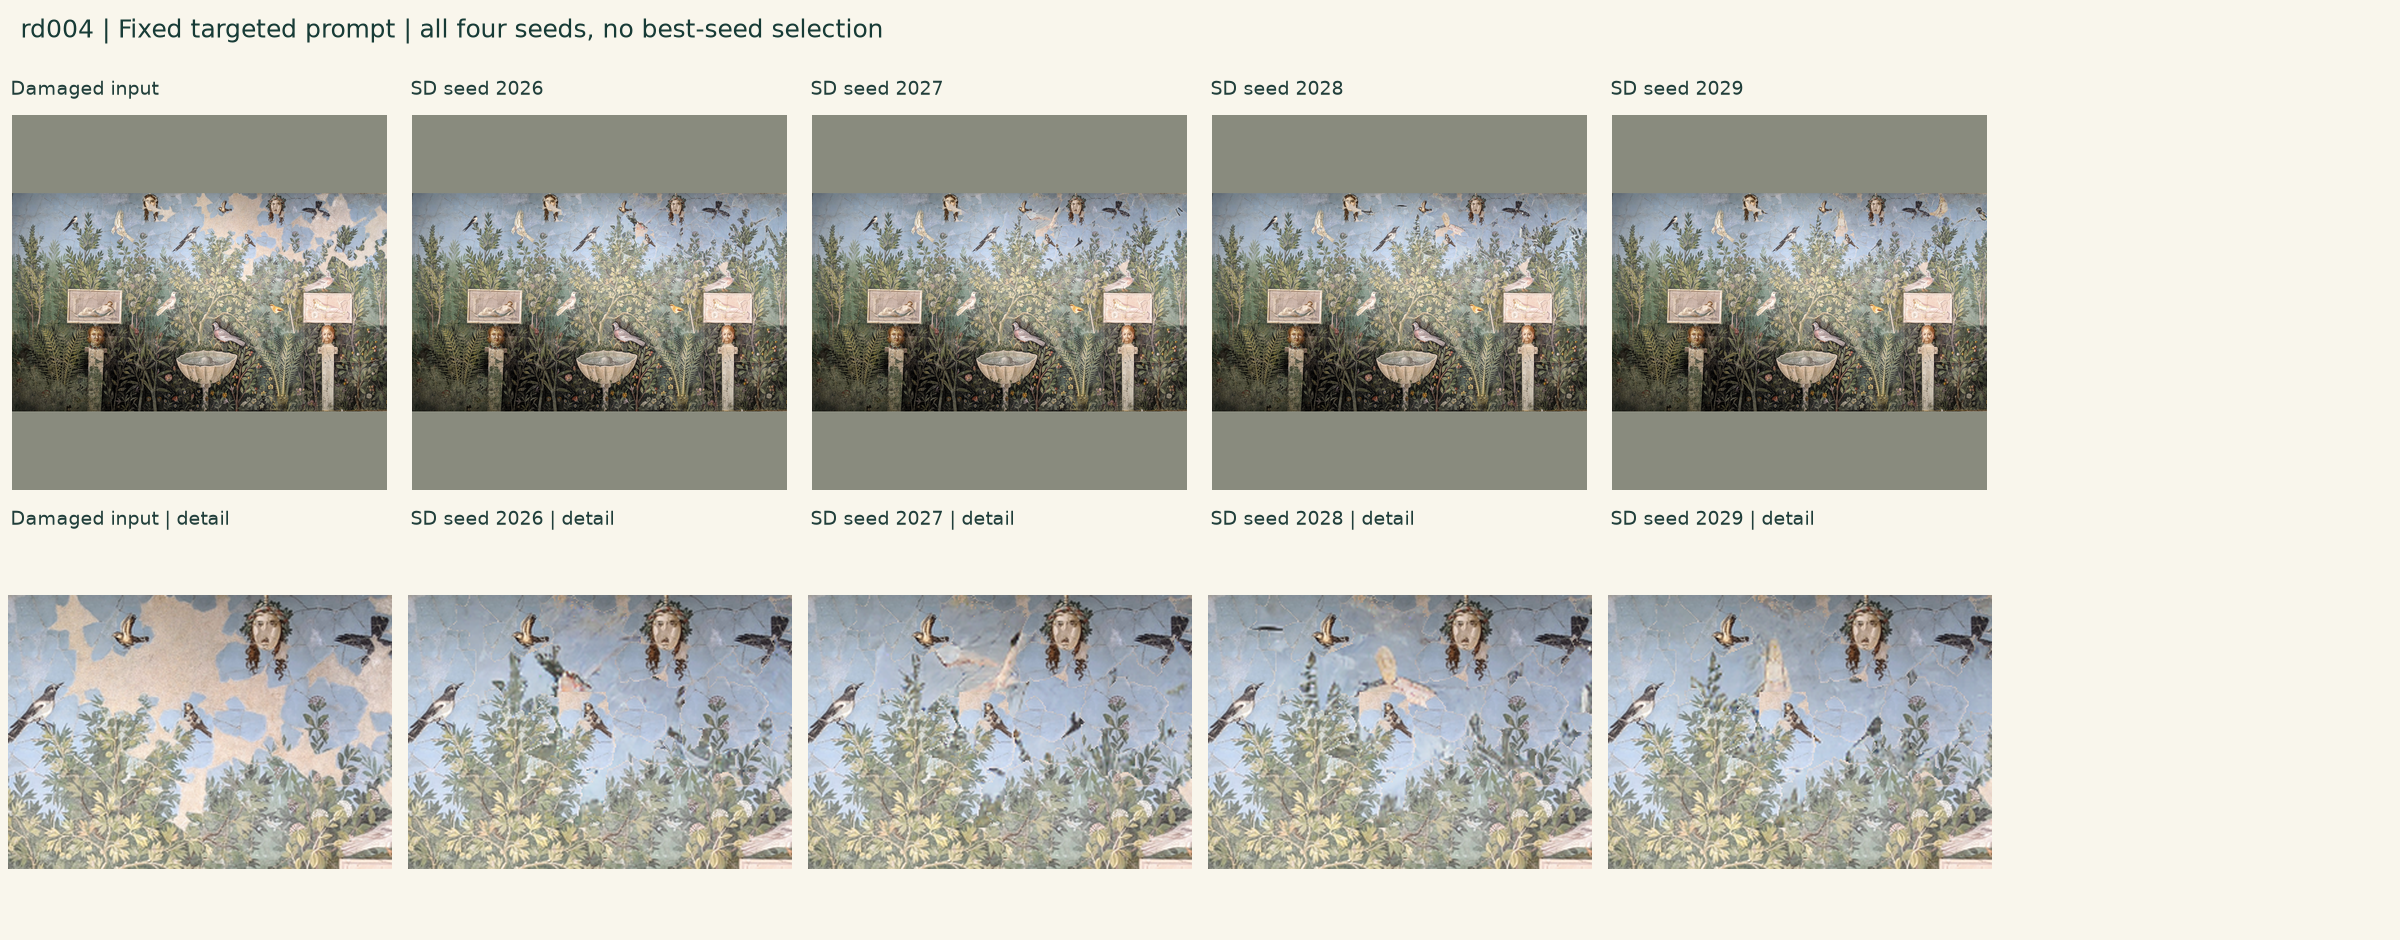 rd004 | Fixed targeted prompt | all four seeds, no best-seed selection
Damaged input
SD seed 2026
SD seed 2027
SD seed 2028
SD seed 2029
Damaged input | detail
SD seed 2026 | detail
SD seed 2027 | detail
SD seed 2028 | detail
SD seed 2029 | detail